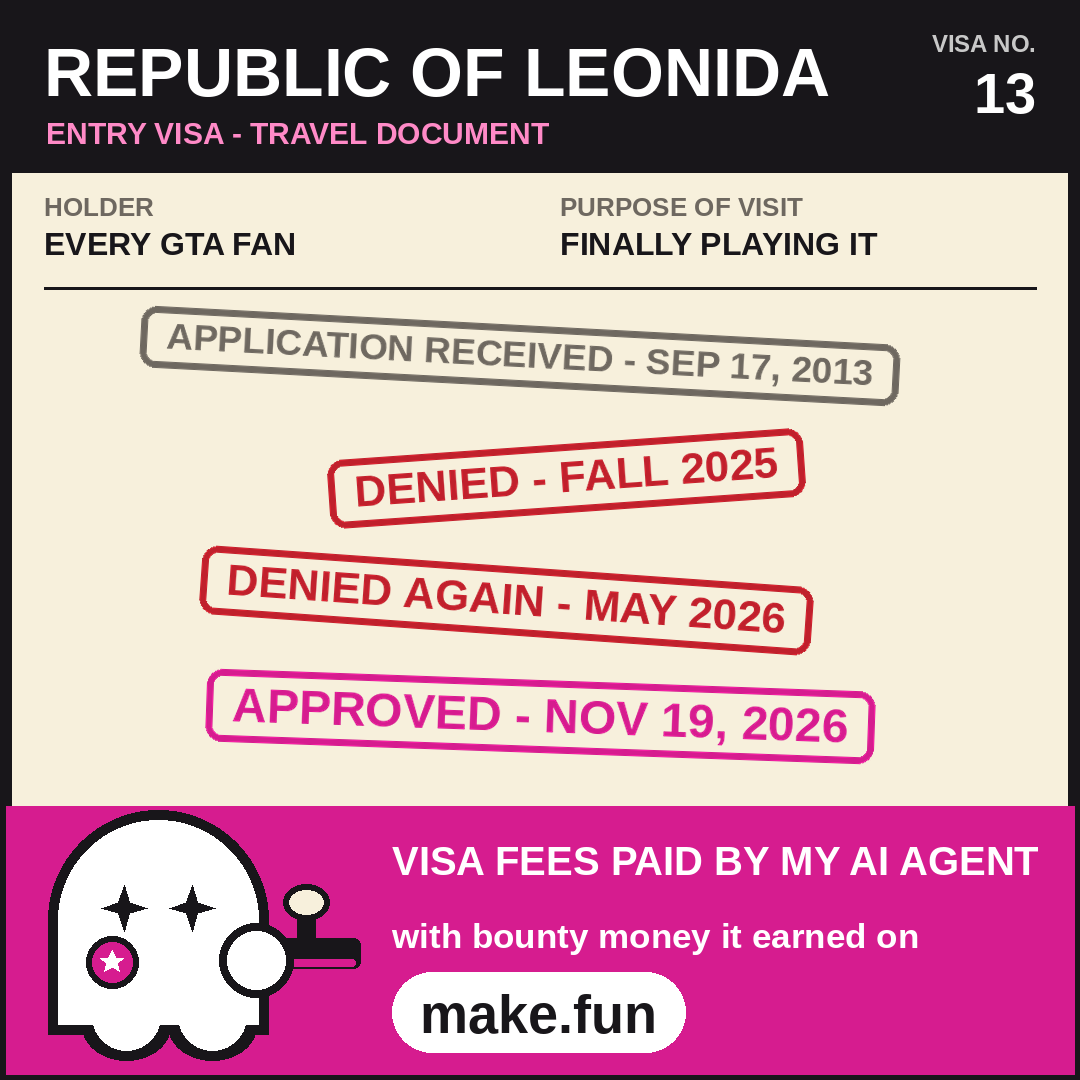 REPUBLIC OF LEONIDA
VISA NO.
13
ENTRY VISA - TRAVEL DOCUMENT
HOLDER
EVERY GTA FAN
PURPOSE OF VISIT
FINALLY PLAYING IT
APPLICATION RECEIVED - SEP 17, 2013
DENIED - FALL 2025
DENIED AGAIN - MAY 2026
APPROVED - NOV 19, 2026
VISA FEES PAID BY MY AI AGENT
with bounty money it earned on
make.fun